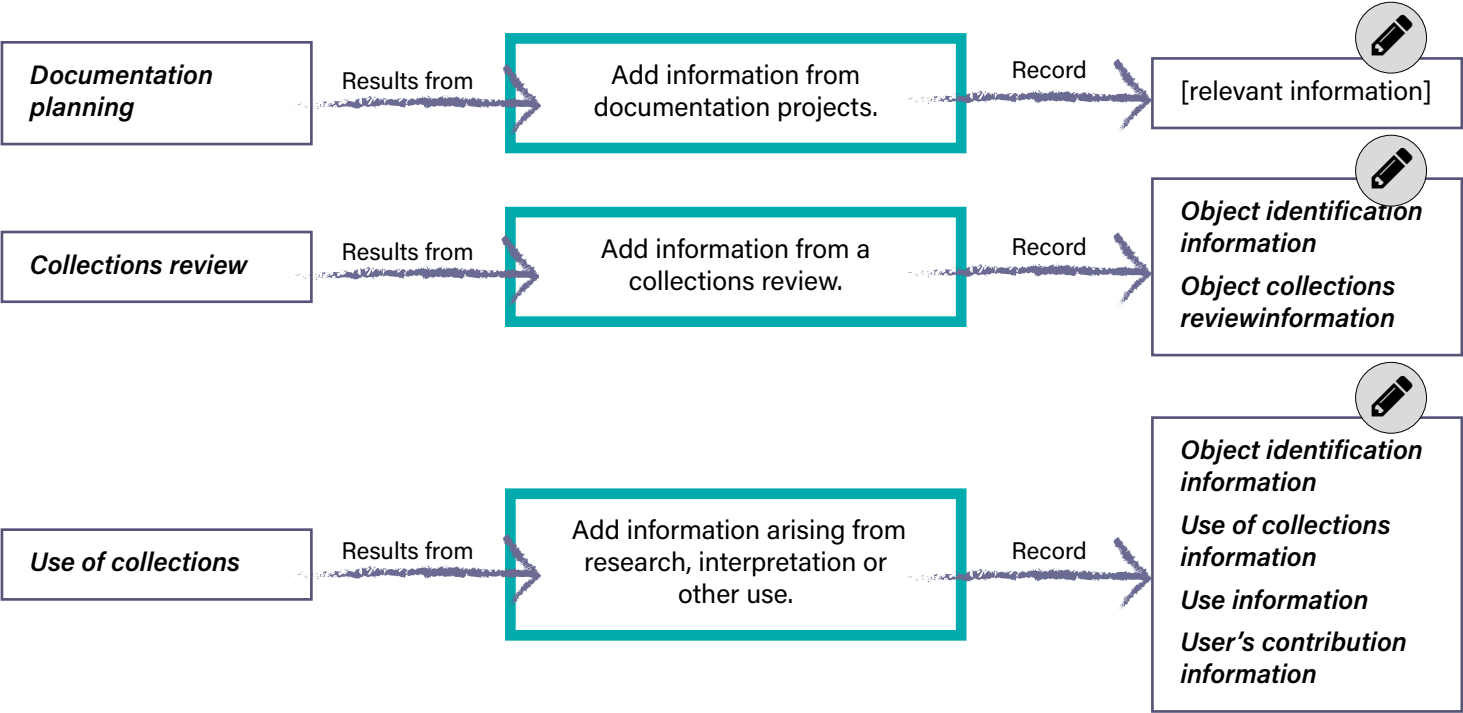 Documentation
planning
Results from
Add information from
documentation projects.
Record
[relevant information]
Collections review
Results from
Add information from a
collections review.
Record
Object identification
information
Object collections
reviewinformation
Use of collections
Results from
Add information arising from
research, interpretation or
other use.
Record
Object identification
information
Use of collections
information
Use information
User's contribution
information